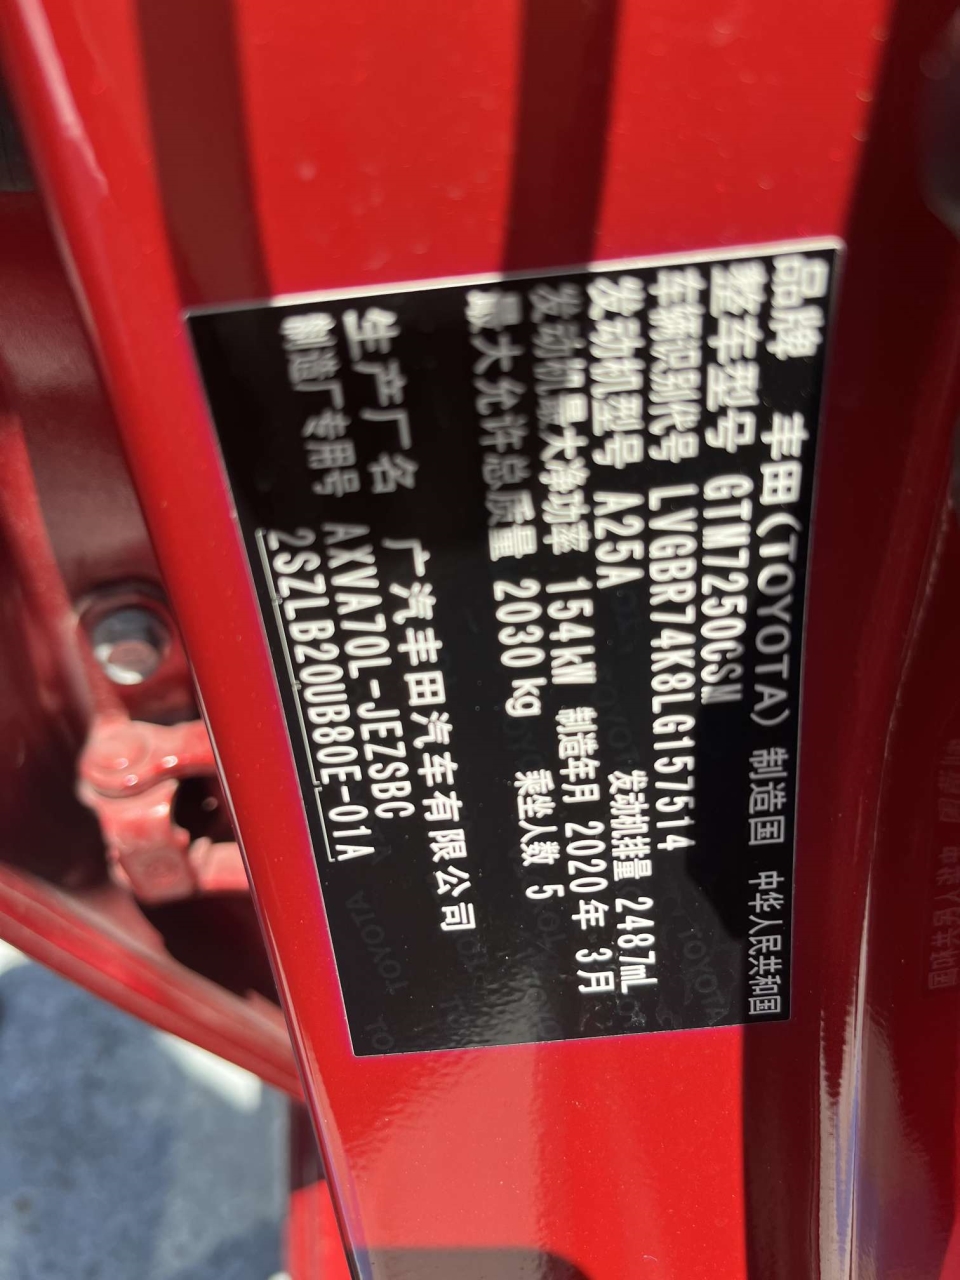 品牌 丰田(TOYOTA) 制造国 中华人民共和国
整车型号 GTM7250GSM
车辆识别代号 LVGBR74K8LG157514
发动机型号 A25A 发动机排量 2487mL
发动机最大净功率 154kW 制造年月 2020年 3月
最大允许总质量 2030kg 乘坐人数 5
生产厂名 广汽丰田汽车有限公司
制造厂专用号 AXVA70L-JEZSBC
2SZLB20UB80E-01A